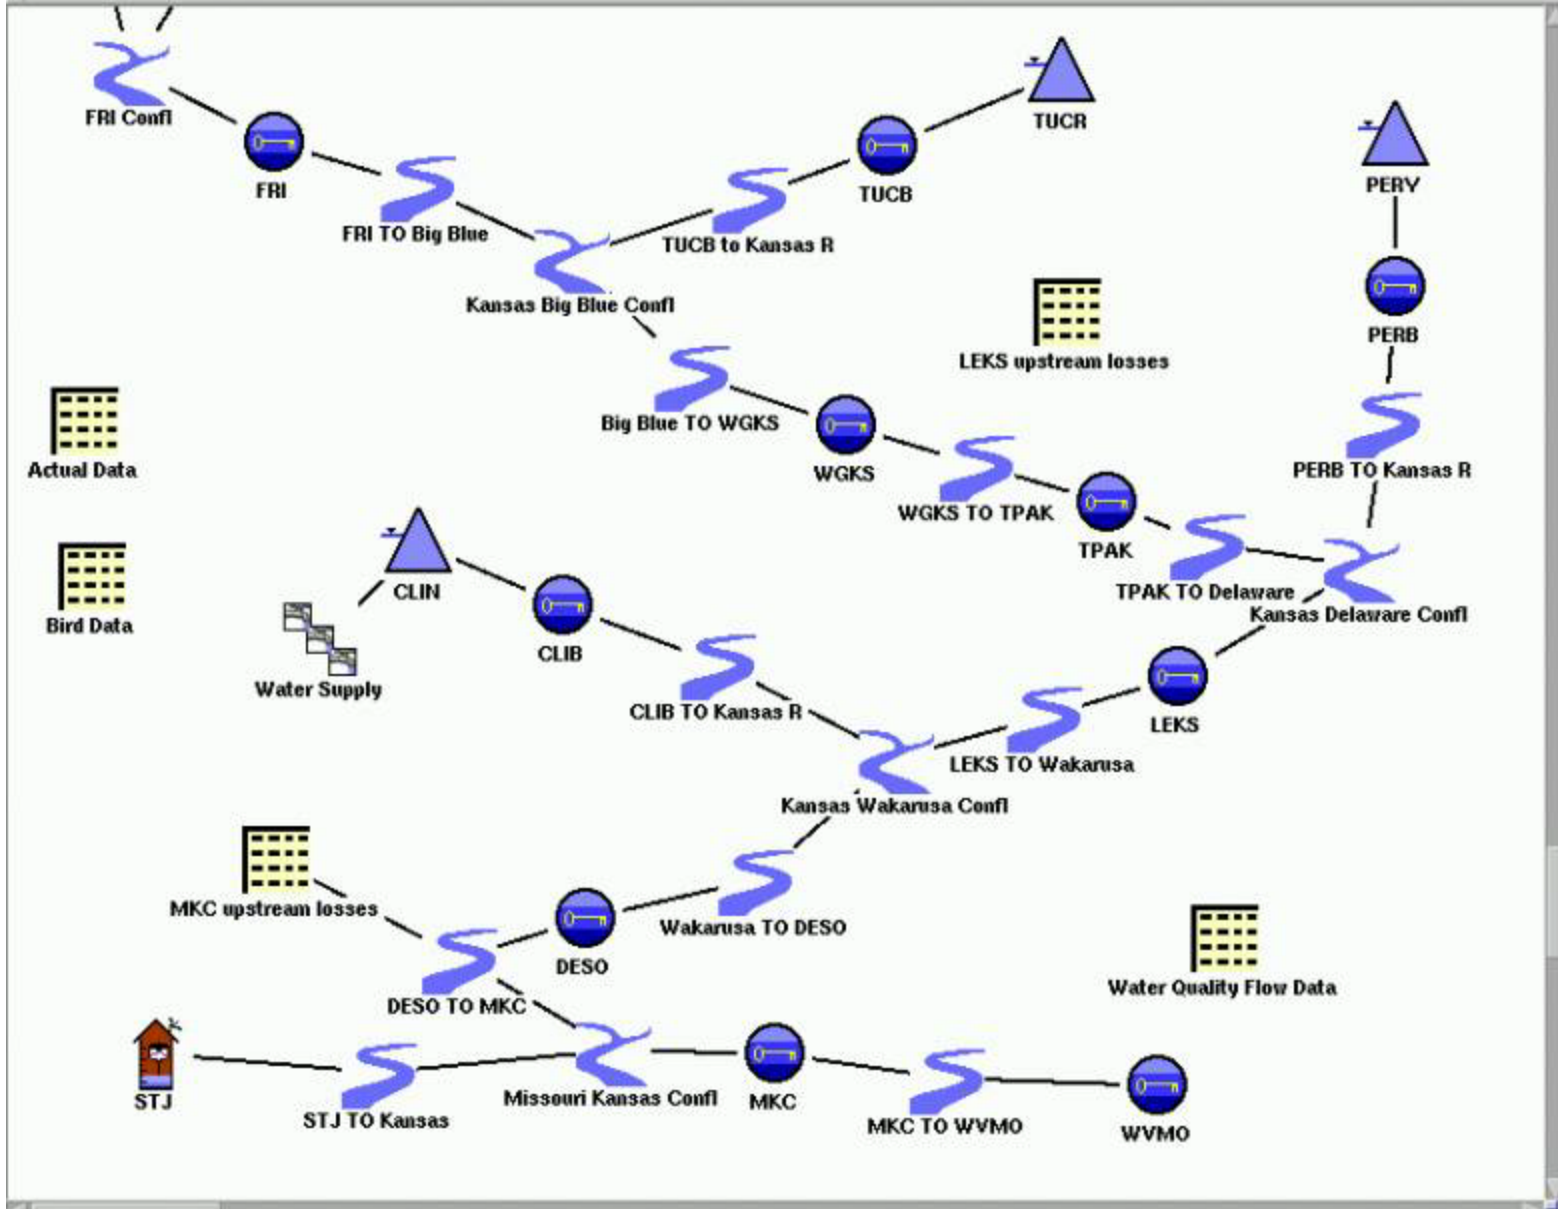 TUCR
FRI Confl
PERY
FRI
TUCB
FRI TO Big Blue
TUCB to Kansas R
Kansas Big Blue Confl
PERB
LEKS upstream losses
Big Blue TO WGKS
Actual Data
WGKS
PERB TO Kansas R
WGKS TO TPAK
TPAK
CLIN
TPAK TO Delaware
Kansas Delaware Confl
Bird Data
CLIB
Water Supply
CLIB TO Kansas R
LEKS
LEKS TO Wakarusa
Kansas Wakarusa Confl
MKC upstream losses
Wakarusa TO DESO
DESO
Water Quality Flow Data
DESO TO MKC
STJ
Missouri Kansas Confl
MKC
STJ TO Kansas
MKC TO WVMO
WVMO